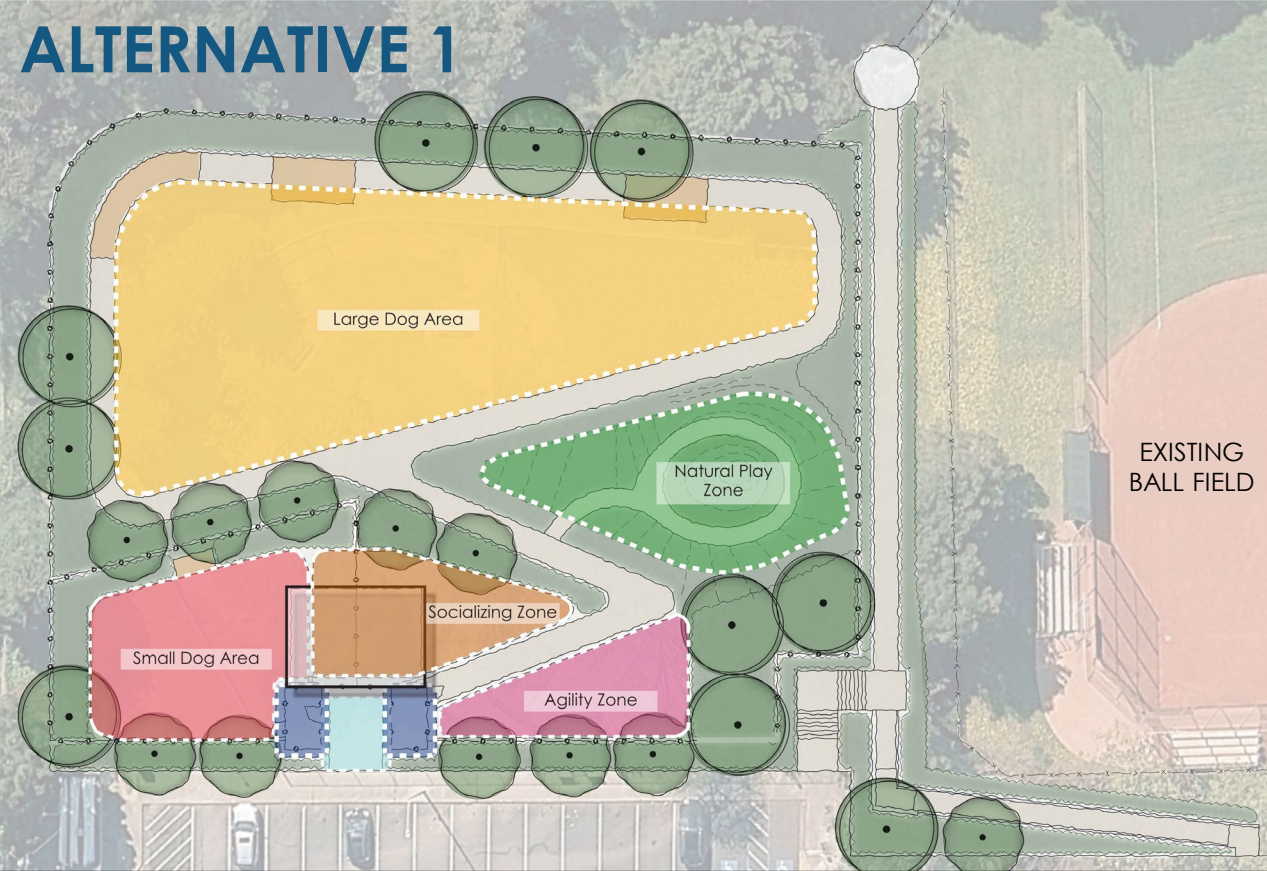 ALTERNATIVE 1
Large Dog Area
Natural Play
Zone
EXISTING
BALL FIELD
Socializing Zone
Small Dog Area
Agility Zone